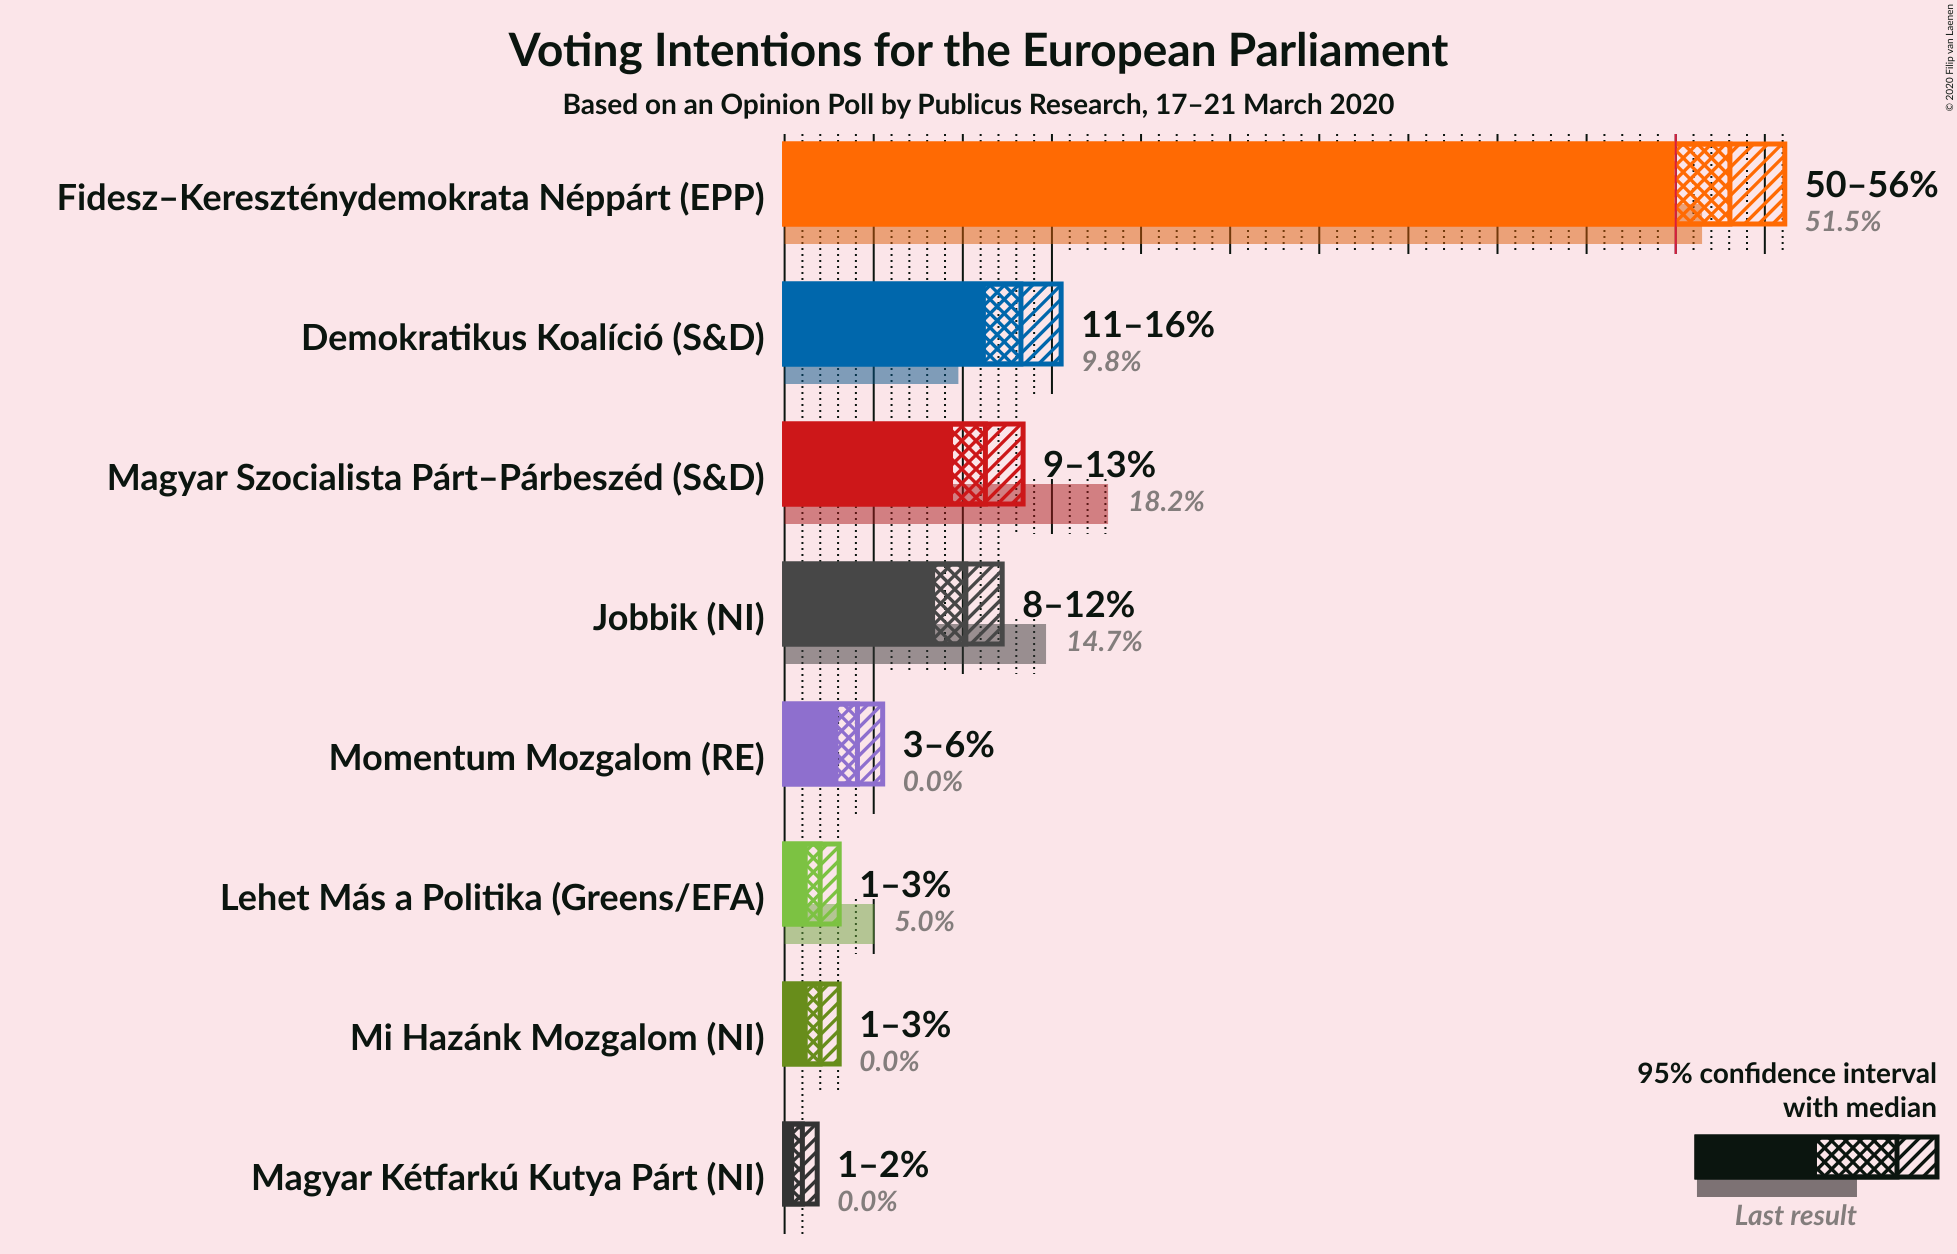 Voting Intentions for the European Parliament
Based on an Opinion Poll by Publicus Research, 17–21 March 2020
© 2020 Filip van Laenen
Fidesz–Kereszténydemokrata Néppárt (EPP)
50–56%
51.5%
Demokratikus Koalíció (S&D)
11–16%
9.8%
Magyar Szocialista Párt–Párbeszéd (S&D)
9–13%
18.2%
Jobbik (NI)
8–12%
14.7%
Momentum Mozgalom (RE)
3–6%
0.0%
Lehet Más a Politika (Greens/EFA)
1–3%
5.0%
Mi Hazánk Mozgalom (NI)
1–3%
0.0%
Magyar Kétfarkú Kutya Párt (NI)
1–2%
0.0%
95% confidence interval
with median
Last result